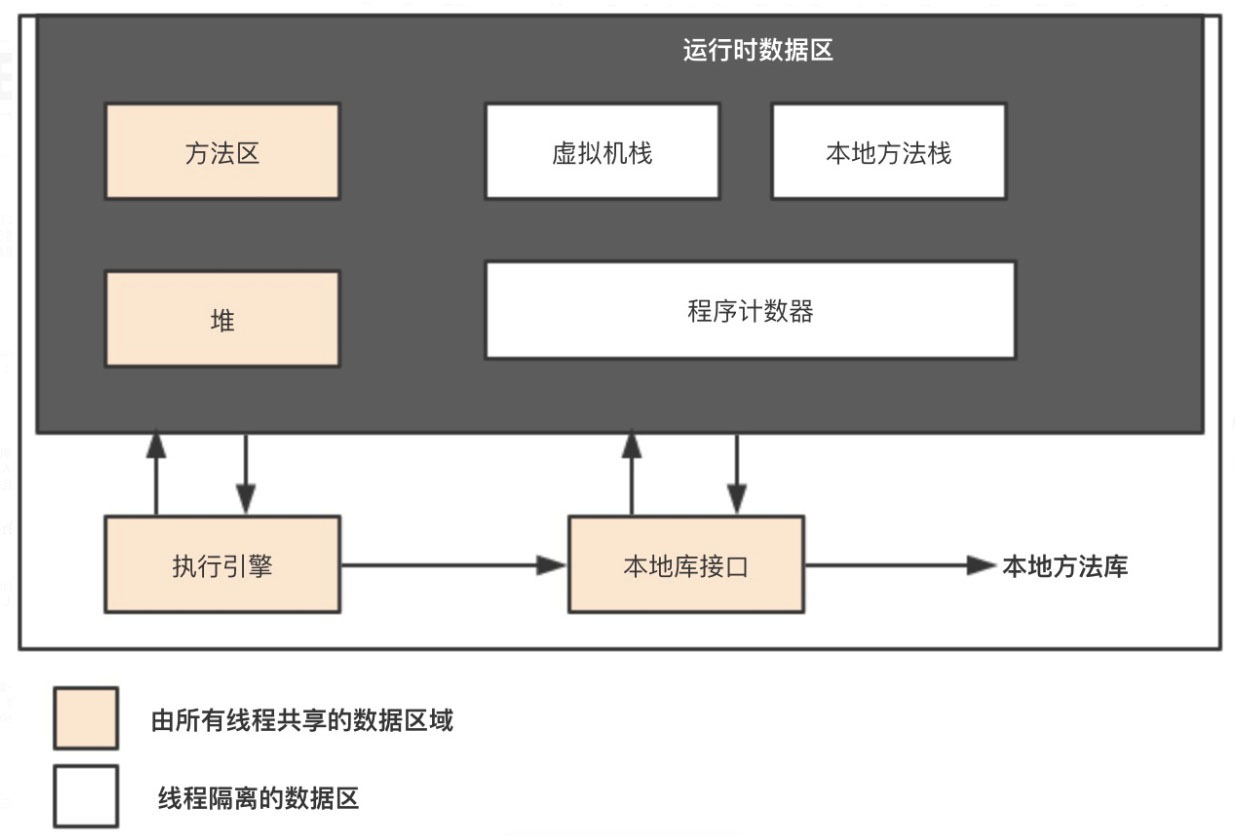 运行时数据区
方法区
虚拟机栈
本地方法栈
堆
程序计数器
执行引擎
本地库接口
本地方法库
由所有线程共享的数据区域
线程隔离的数据区